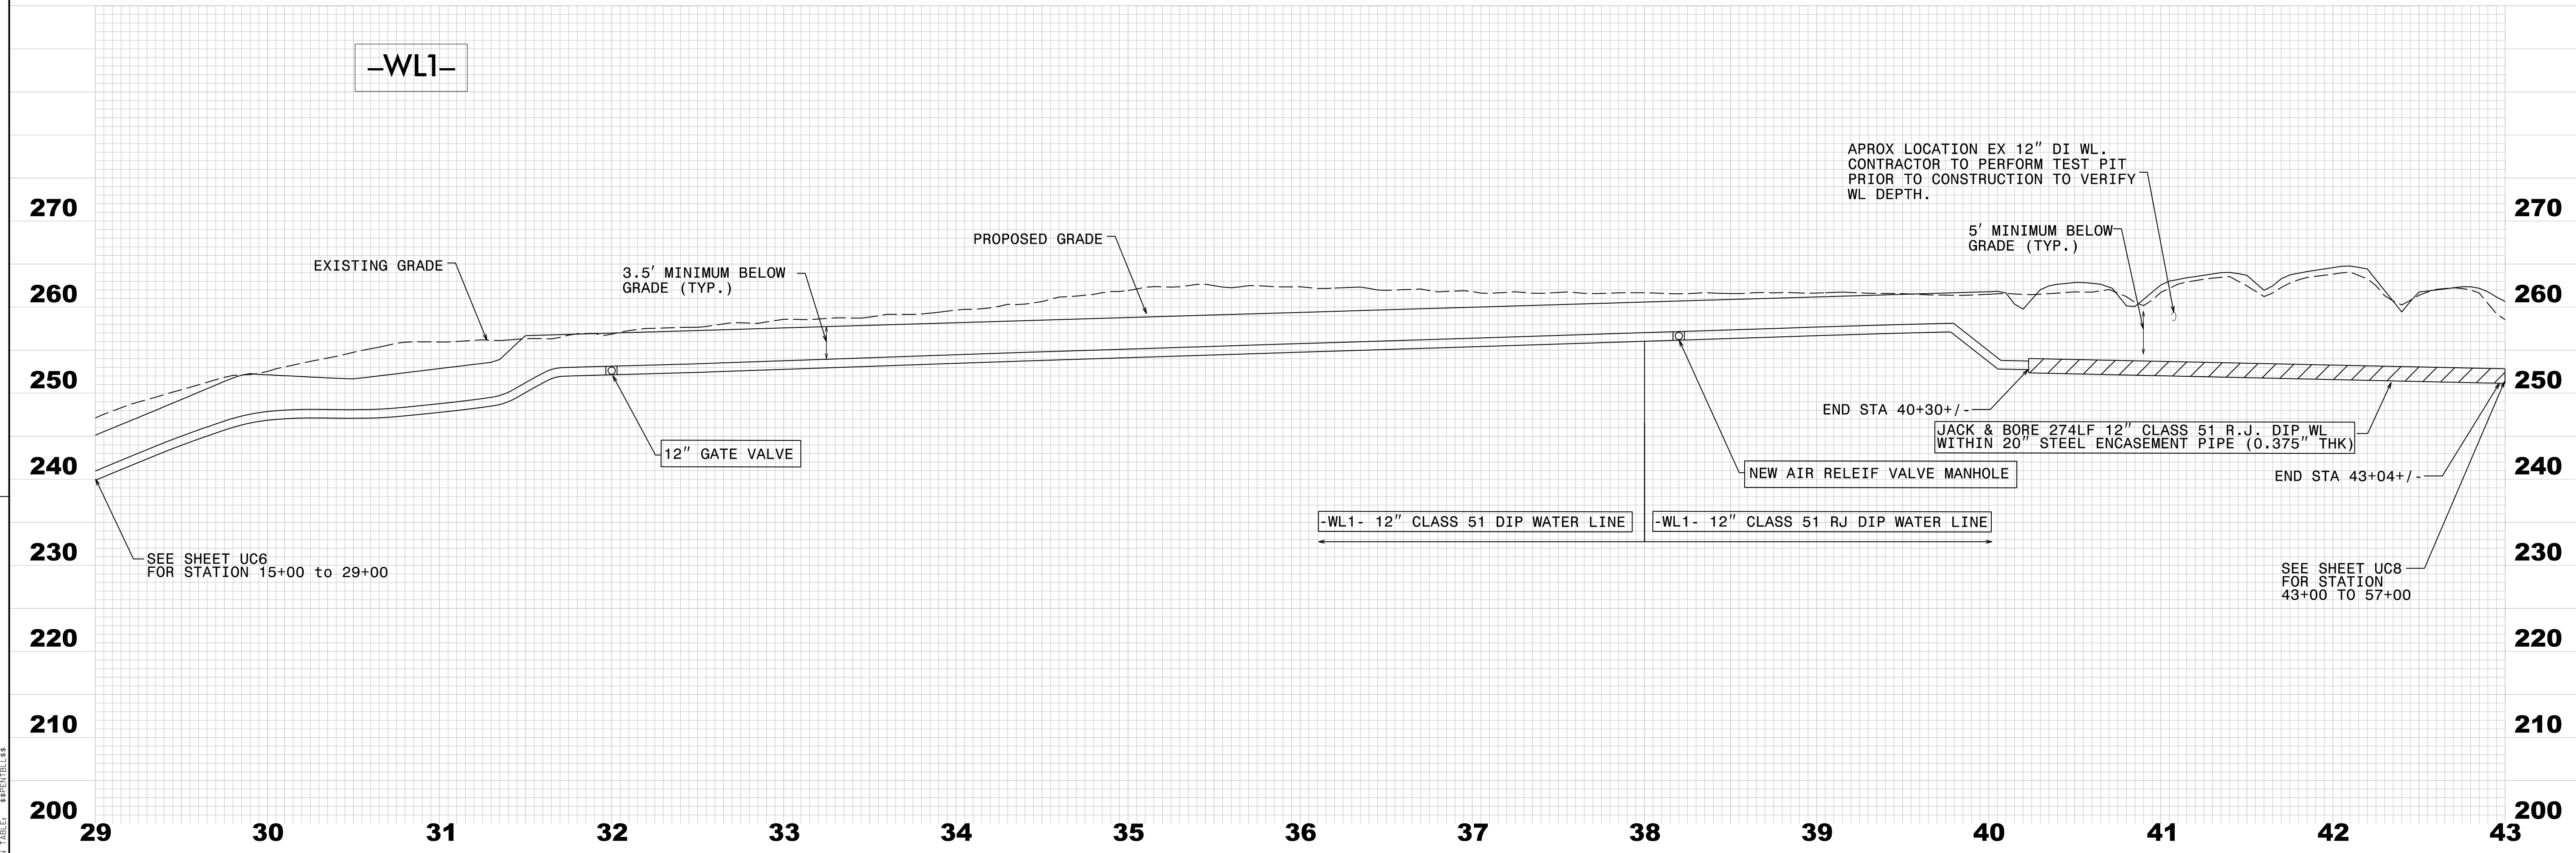 -WL1-
APROX LOCATION EX 12" DI WL.
CONTRACTOR TO PERFORM TEST PIT
PRIOR TO CONSTRUCTION TO VERIFY
WL DEPTH.
270
270
5' MINIMUM BELOW
GRADE (TYP.)
PROPOSED GRADE
EXISTING GRADE
3.5' MINIMUM BELOW
GRADE (TYP.)
260
260
250
250
END STA 40+30+/-
JACK & BORE 274LF 12" CLASS 51 R.J. DIP WL
WITHIN 20" STEEL ENCASEMENT PIPE (0.375" THK)
12" GATE VALVE
240
240
NEW AIR RELEIF VALVE MANHOLE
END STA 43+04+/-
-WL1- 12" CLASS 51 DIP WATER LINE
-WL1- 12" CLASS 51 RJ DIP WATER LINE
230
230
SEE SHEET UC6
FOR STATION 15+00 to 29+00
SEE SHEET UC8
FOR STATION
43+00 TO 57+00
220
220
210
210
200
200
29 30 31 32 33 34 35 36 37 38 39 40 41 42 43
N TABLE: $$PENTBLL$$